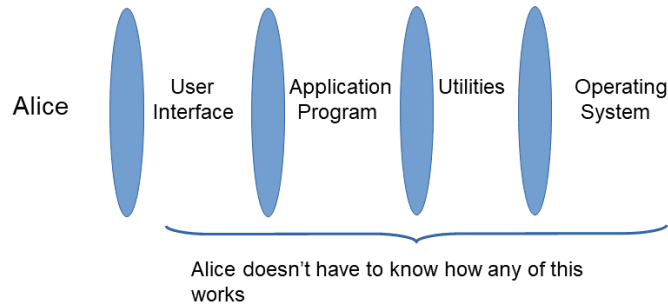 Alice
User
Interface
Application
Program
Utilities
Operating
System
Alice doesn't have to know how any of this
works